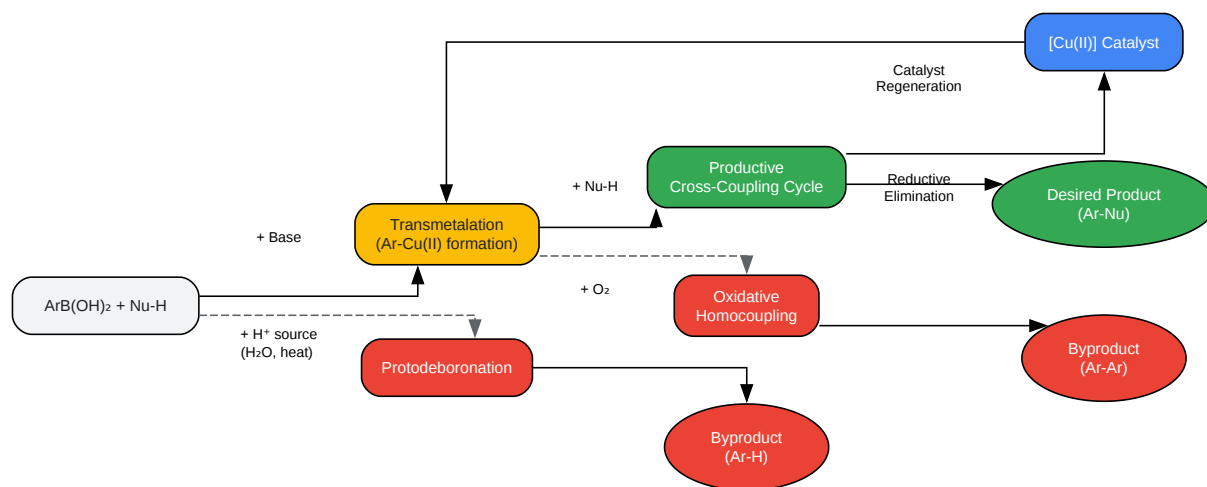 [Cu(II)] Catalyst
Catalyst
Regeneration
Productive
Cross-Coupling Cycle
+ Nu-H
Reductive
Elimination
Desired Product
(Ar-Nu)
Transmetalation
(Ar-Cu(II) formation)
+ Base
+ O₂
ArB(OH)₂ + Nu-H
Oxidative
Homocoupling
+ H⁺ source
(H₂O, heat)
Protodeboronation
Byproduct
(Ar-Ar)
Byproduct
(Ar-H)